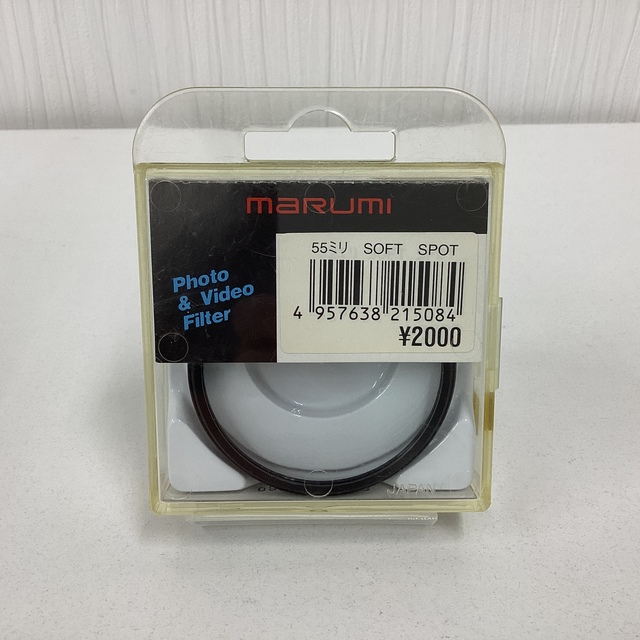 marumi
55ミリ SOFT SPOT
Photo
& Video
Filter
4 957638 215084
¥2000
JAPAN